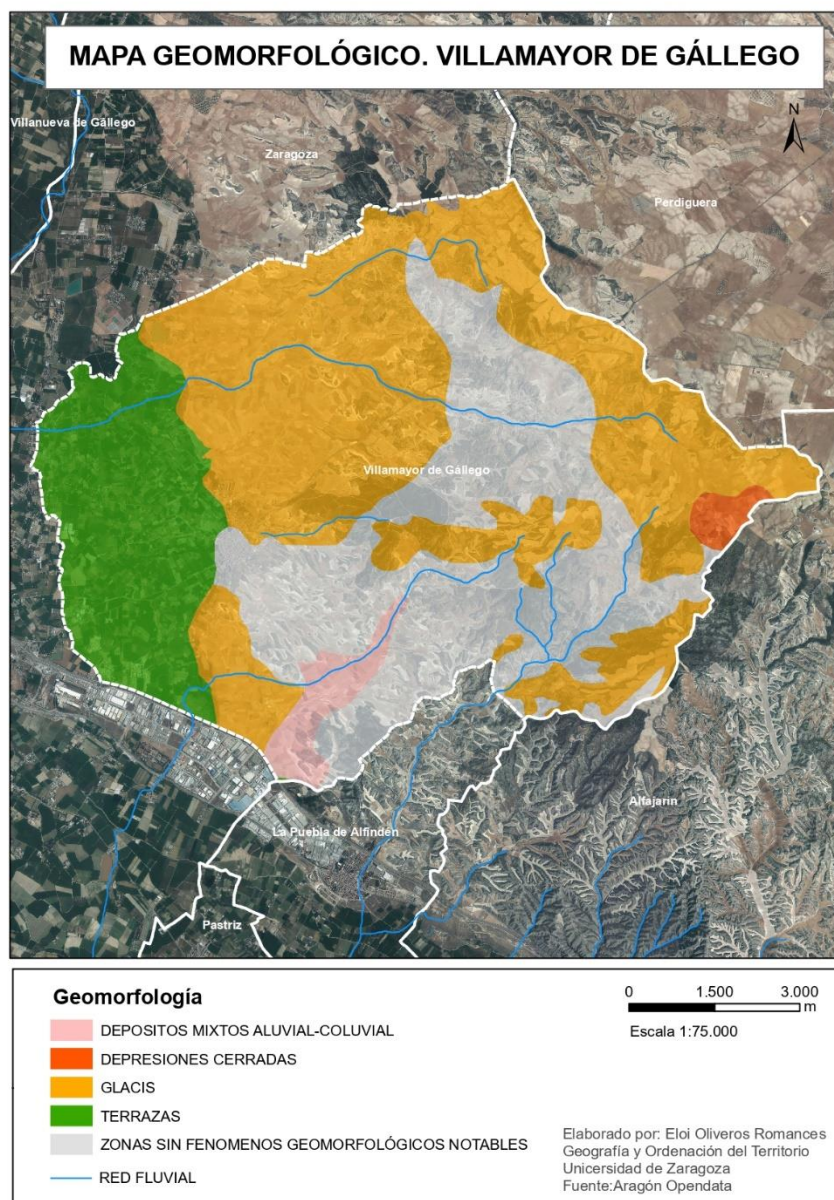 MAPA GEOMORFOLÓGICO. VILLAMAYOR DE GÁLLEGO
N
Villanueva de Gállego
Zaragoza
Perdiguera
Villamayor de Gállego
Alfajarín
La Puebla de Alfindén
Pastriz
Geomorfología
DEPOSITOS MIXTOS ALUVIAL-COLUVIAL
DEPRESIONES CERRADAS
GLACIS
TERRAZAS
ZONAS SIN FENOMENOS GEOMORFOLÓGICOS NOTABLES
RED FLUVIAL
0 1.500 3.000
m
Escala 1:75.000
Elaborado por: Eloi Oliveros Romances
Geografía y Ordenación del Territorio
Unicersidad de Zaragoza
Fuente:Aragón Opendata